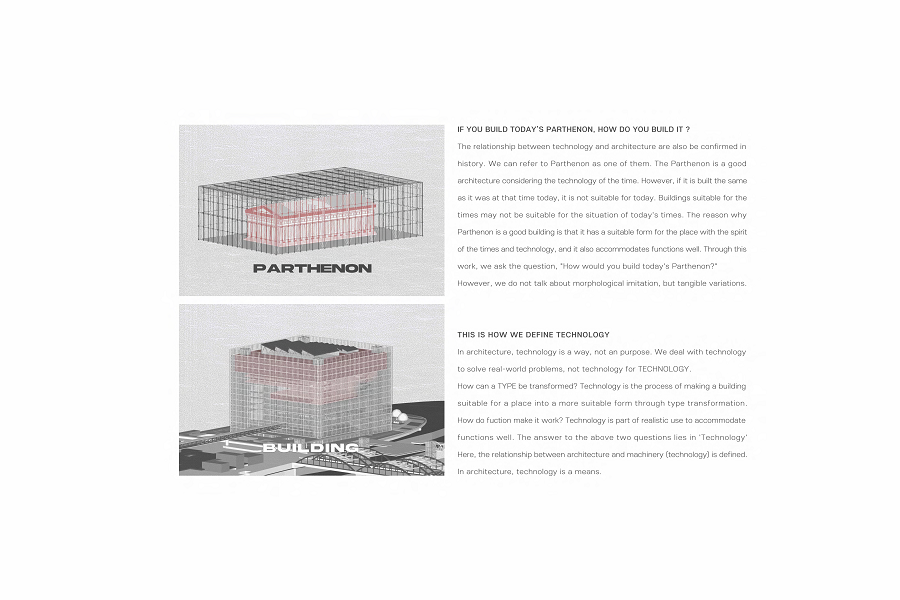 PARTHENON
IF YOU BUILD TODAY'S PARTHENON, HOW DO YOU BUILD IT ?
The relationship between technology and architecture are also be confirmed in
history. We can refer to Parthenon as one of them. The Parthenon is a good
architecture considering the technology of the time. However, if it is built the same
as it was at that time today, it is not suitable for today. Buildings suitable for the
times may not be suitable for the situation of today's times. The reason why
Parthenon is a good building is that it has a suitable form for the place with the spirit
of the times and technology, and it also accommodates functions well. Through this
work, we ask the question, "How would you build today's Parthenon?"
However, we do not talk about morphological imitation, but tangible variations.
BUILDING
THIS IS HOW WE DEFINE TECHNOLOGY
In architecture, technology is a way, not an purpose. We deal with technology
to solve real-world problems, not technology for TECHNOLOGY.
How can a TYPE be transformed? Technology is the process of making a building
suitable for a place into a more suitable form through type transformation.
How do fuction make it work? Technology is part of realistic use to accommodate
functions well. The answer to the above two questions lies in 'Technology'
Here, the relationship between architecture and machinery (technology) is defined.
In architecture, technology is a means.